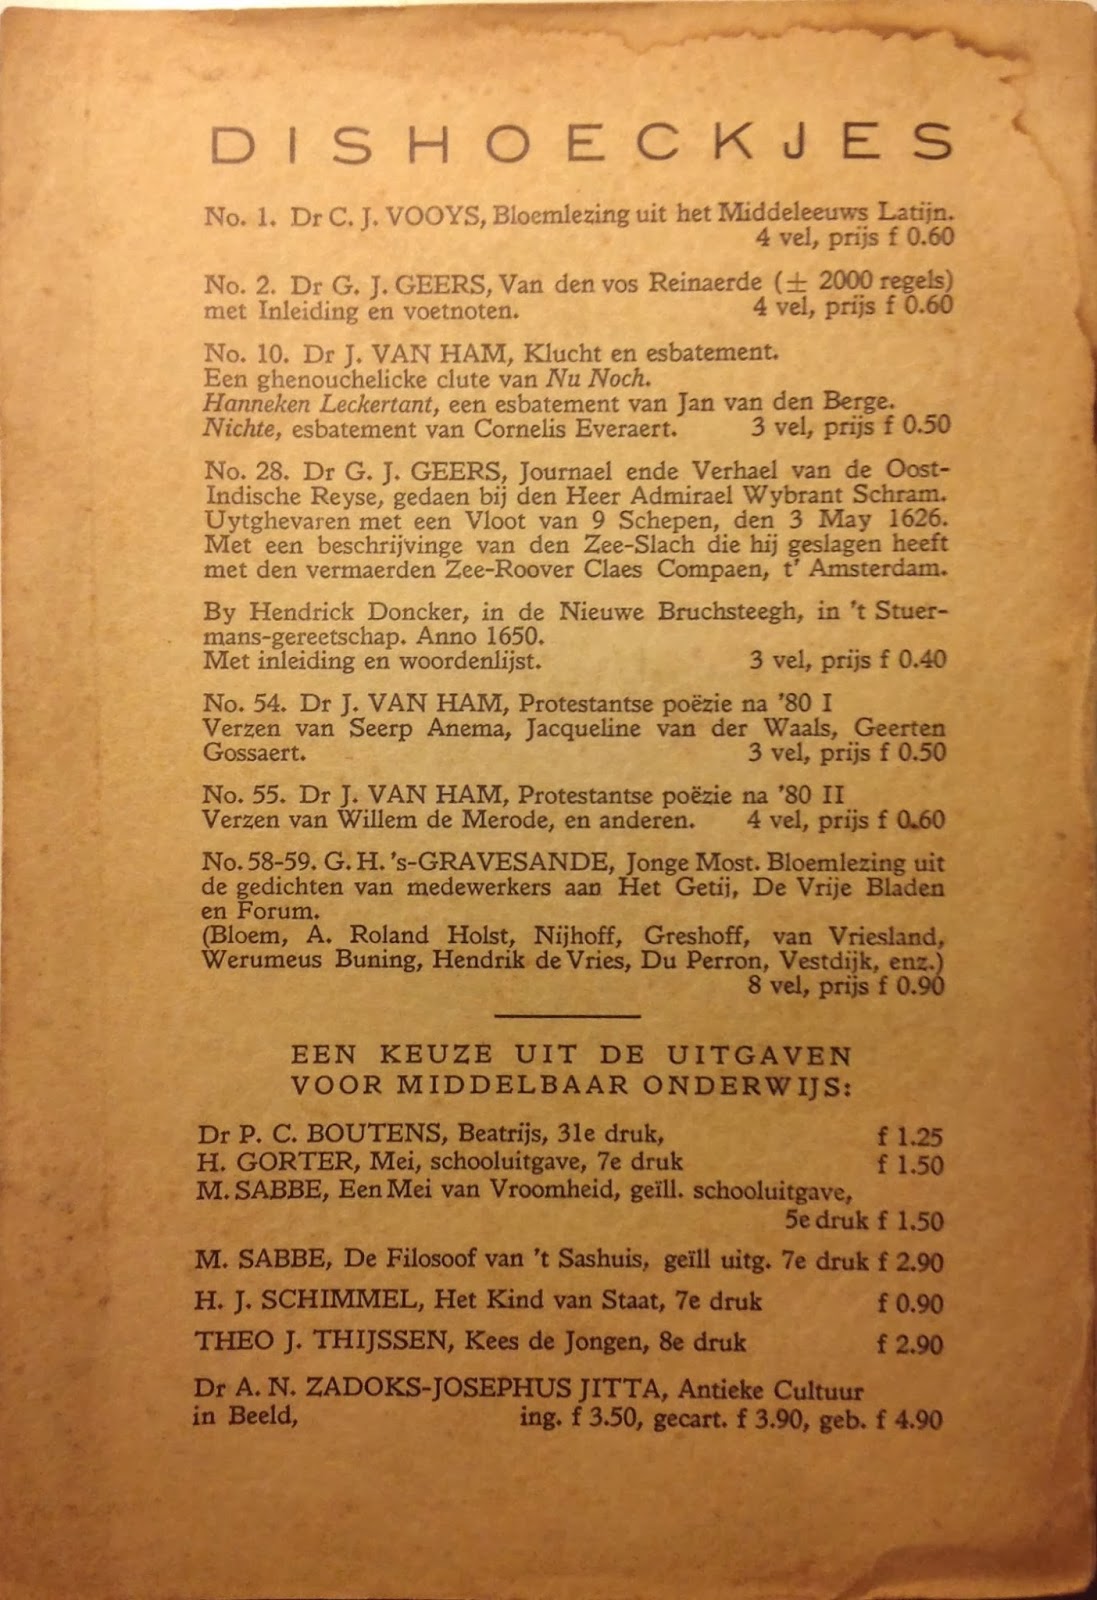 DISHOECKJES
No. 1. Dr C. J. VOOYS, Bloemlezing uit het Middeleeuws Latijn.
4 vel, prijs f 0.60
No. 2. Dr G. J. GEERS, Van den vos Reinaerde (± 2000 regels)
met Inleiding en voetnoten. 4 vel, prijs f 0.60
No. 10. Dr J. VAN HAM, Klucht en esbatement.
Een ghenouchelicke clute van Nu Noch.
Hanneken Leckertant, een esbatement van Jan van den Berge.
Nichte, esbatement van Cornelis Everaert. 3 vel, prijs f 0.50
No. 28. Dr G. J. GEERS, Journael ende Verhael van de Oost-
Indische Reyse, gedaen bij den Heer Admirael Wybrant Schram.
Uytghevaren met een Vloot van 9 Schepen, den 3 May 1626.
Met een beschrijvinge van den Zee-Slach die hij geslagen heeft
met den vermaerden Zee-Roover Claes Compaen, t' Amsterdam.
By Hendrick Doncker, in de Nieuwe Bruchsteegh, in 't Stuer-
mans-gereetschap. Anno 1650.
Met inleiding en woordenlijst. 3 vel, prijs f 0.40
No. 54. Dr J. VAN HAM, Protestantse poëzie na '80 I
Verzen van Seerp Anema, Jacqueline van der Waals, Geerten
Gossaert. 3 vel, prijs f 0.50
No. 55. Dr J. VAN HAM, Protestantse poëzie na '80 II
Verzen van Willem de Merode, en anderen. 4 vel, prijs f 0.60
No. 58-59. G. H. 's-GRAVESANDE, Jonge Most. Bloemlezing uit
de gedichten van medewerkers aan Het Getij, De Vrije Bladen
en Forum.
(Bloem, A. Roland Holst, Nijhoff, Greshoff, van Vriesland,
Werumeus Buning, Hendrik de Vries, Du Perron, Vestdijk, enz.)
8 vel, prijs f 0.90
EEN KEUZE UIT DE UITGAVEN
VOOR MIDDELBAAR ONDERWIJS:
Dr P. C. BOUTENS, Beatrijs, 31e druk, f 1.25
H. GORTER, Mei, schooluitgave, 7e druk f 1.50
M. SABBE, Een Mei van Vroomheid, geïll. schooluitgave,
5e druk f 1.50
M. SABBE, De Filosoof van 't Sashuis, geïll uitg. 7e druk f 2.90
H. J. SCHIMMEL, Het Kind van Staat, 7e druk f 0.90
THEO J. THIJSSEN, Kees de Jongen, 8e druk f 2.90
Dr A. N. ZADOKS-JOSEPHUS JITTA, Antieke Cultuur
in Beeld, ing. f 3.50, gecart. f 3.90, geb. f 4.90